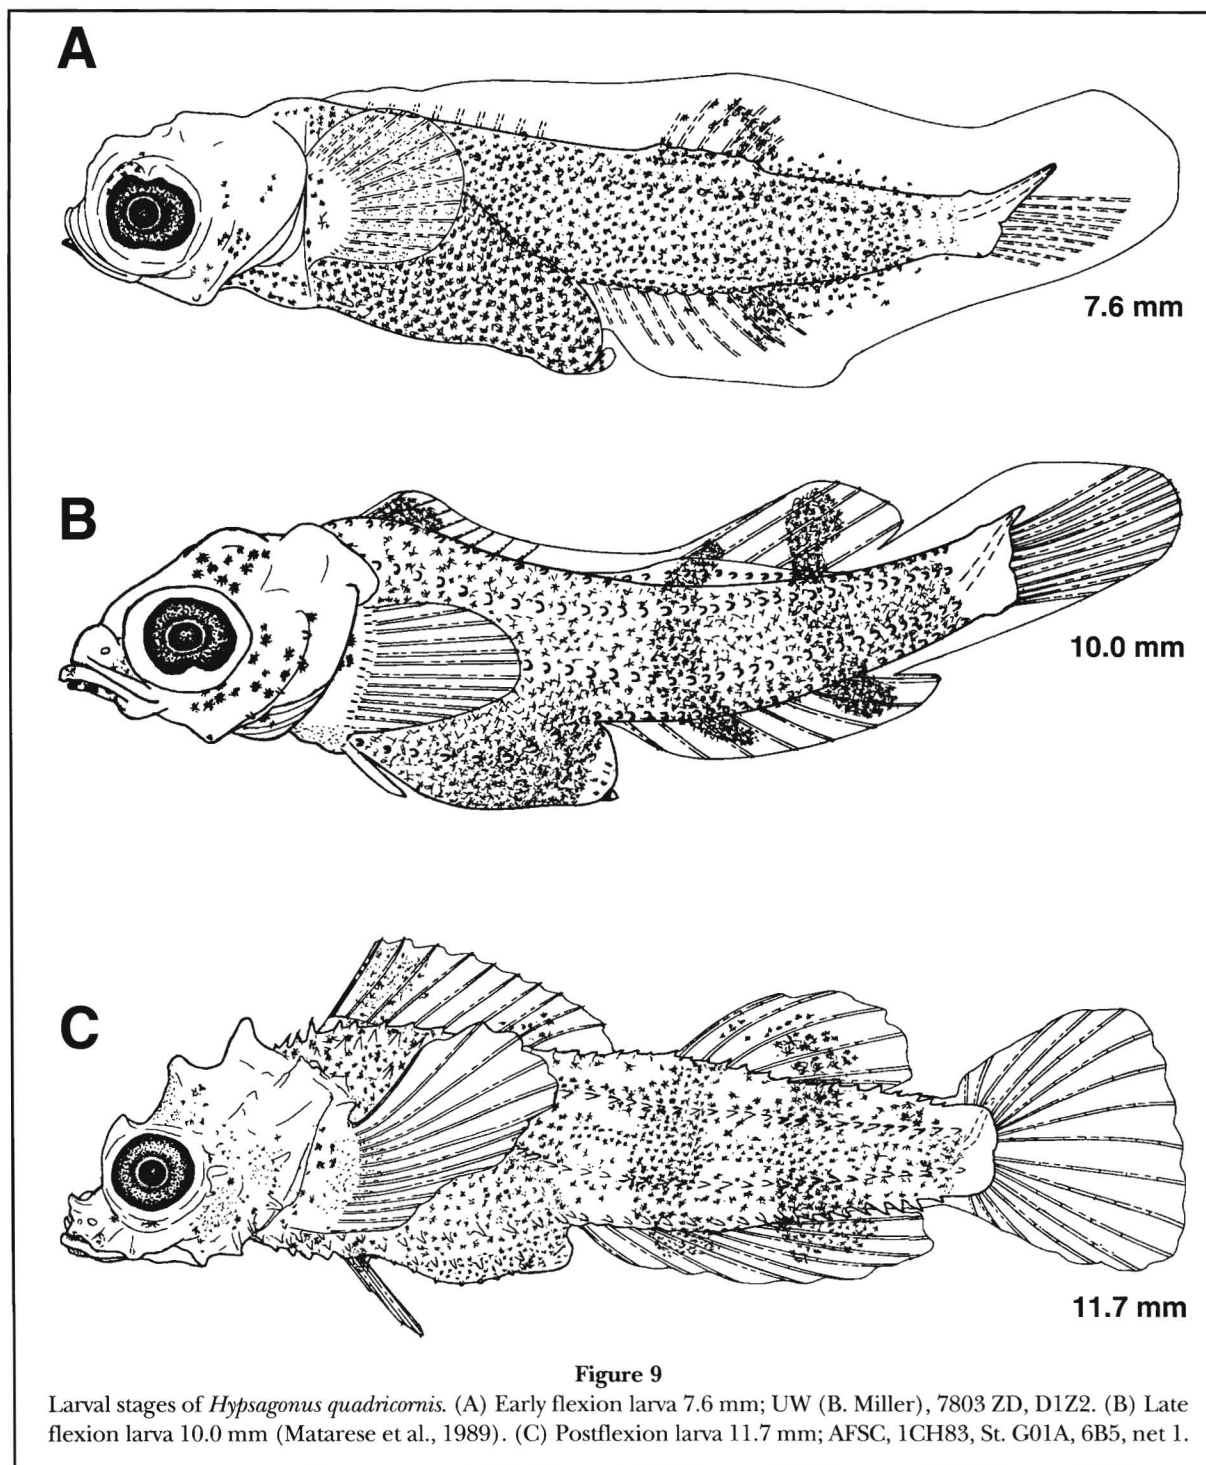 A
7.6 mm
B
10.0 mm
C
11.7 mm
Figure 9
Larval stages of Hypsagonus quadricornis. (A) Early flexion larva 7.6 mm; UW (B. Miller), 7803 ZD, D1Z2. (B) Late
flexion larva 10.0 mm (Matarese et al., 1989). (C) Postflexion larva 11.7 mm; AFSC, 1CH83, St. G01A, 6B5, net 1.